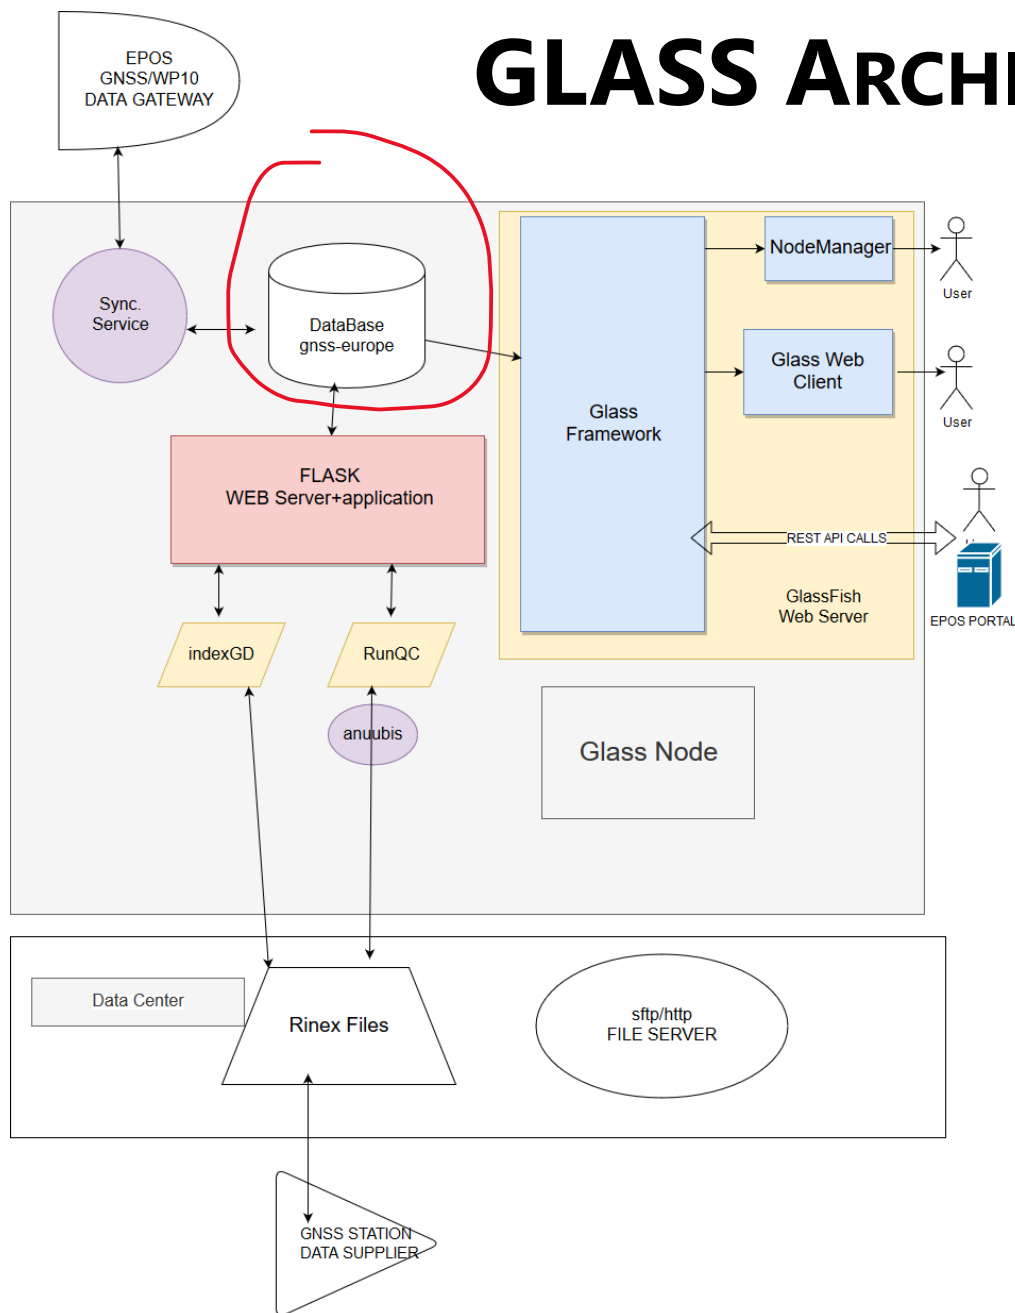 GLASS ARCHI
EPOS
GNSS/WP10
DATA GATEWAY
Sync.
Service
DataBase
gnss-europe
NodeManager
User
Glass Web
Client
User
Glass
Framework
FLASK
WEB Server+application
REST API CALLS
GlassFish
Web Server
EPOS PORTAL
indexGD
RunQC
anuubis
Glass Node
Data Center
Rinex Files
sftp/http
FILE SERVER
GNSS STATION
DATA SUPPLIER